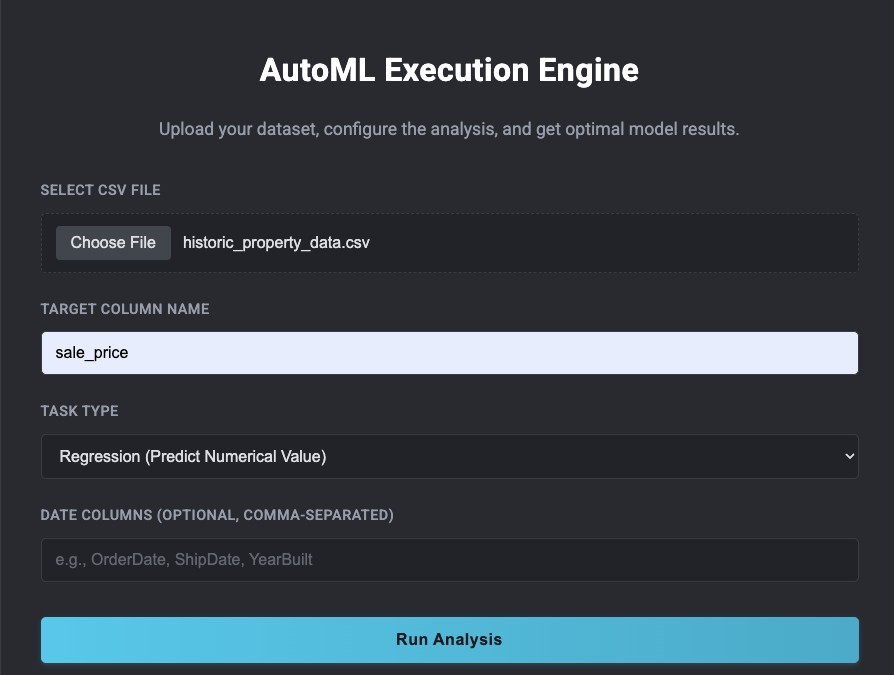 AutoML Execution Engine
Upload your dataset, configure the analysis, and get optimal model results.
SELECT CSV FILE
Choose File historic_property_data.csv
TARGET COLUMN NAME
sale_price
TASK TYPE
Regression (Predict Numerical Value)
DATE COLUMNS (OPTIONAL, COMMA-SEPARATED)
e.g., OrderDate, ShipDate, YearBuilt
Run Analysis